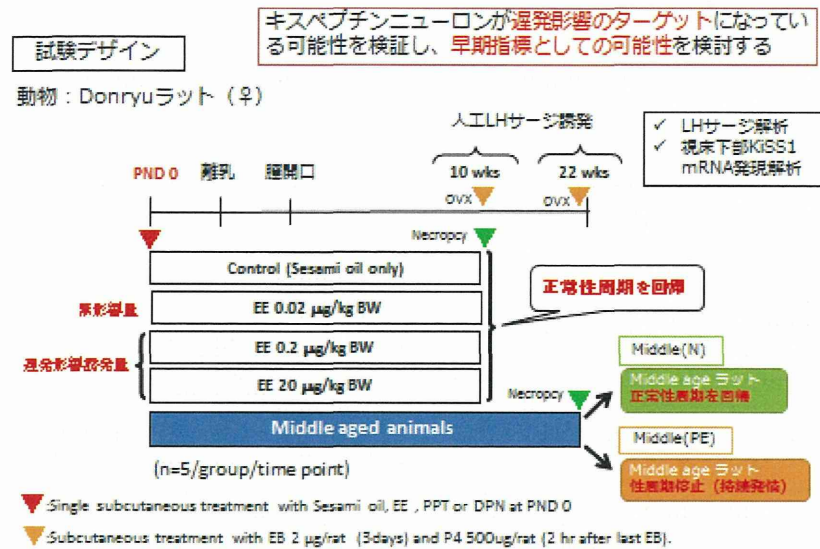 キスペプチンニューロンが遅発影響のターゲットになってい
る可能性を検証し、早期指標としての可能性を検討する
試験デザイン
動物：Donryuラット（♀）
人工LHサージ誘発
✓ LHサージ解析
✓ 視床下部KiSS1
mRNA発現解析
PND 0
離乳
膣開口
10 wks
22 wks
OVX
OVX
Necropcy
Control (Sesami oil only)
無影響量
EE 0.02 µg/kg BW
正常性周期を回帰
遅発影響誘発量
EE 0.2 µg/kg BW
EE 20 µg/kg BW
Necropcy
Middle aged animals
Middle(N)
Middle age ラット
正常性周期を回帰
Middle(PE)
Middle age ラット
性周期停止（持続発情）
(n=5/group/time point)
:Single subcutaneous treatment with Sesami oil, EE , PPT or DPN at PND 0
:Subcutaneous treatment with EB 2 µg/rat (3days) and P4 500ug/rat (2 hr after last EB).